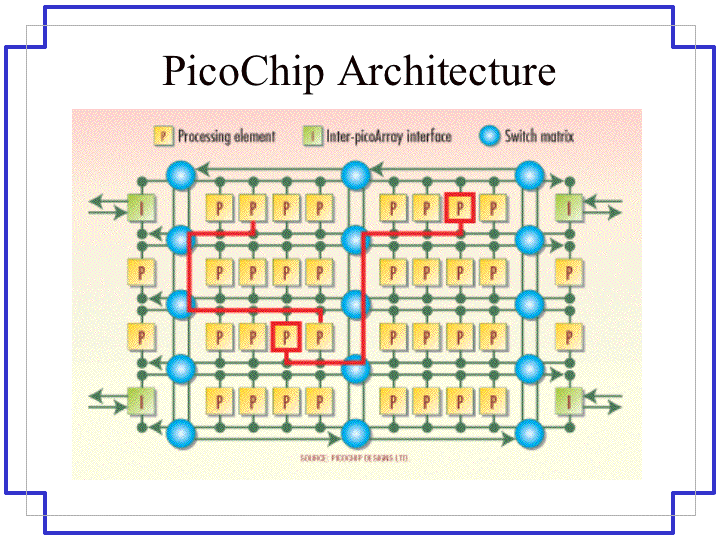 PicoChip Architecture
P Processing element I Inter-picoArray interface Switch matrix
I P P P P P P P P I
P P P P P P P P P P
P P P P P P P P P P
I P P P P P P P P I
SOURCE: PICOCHIP DESIGNS LTD.